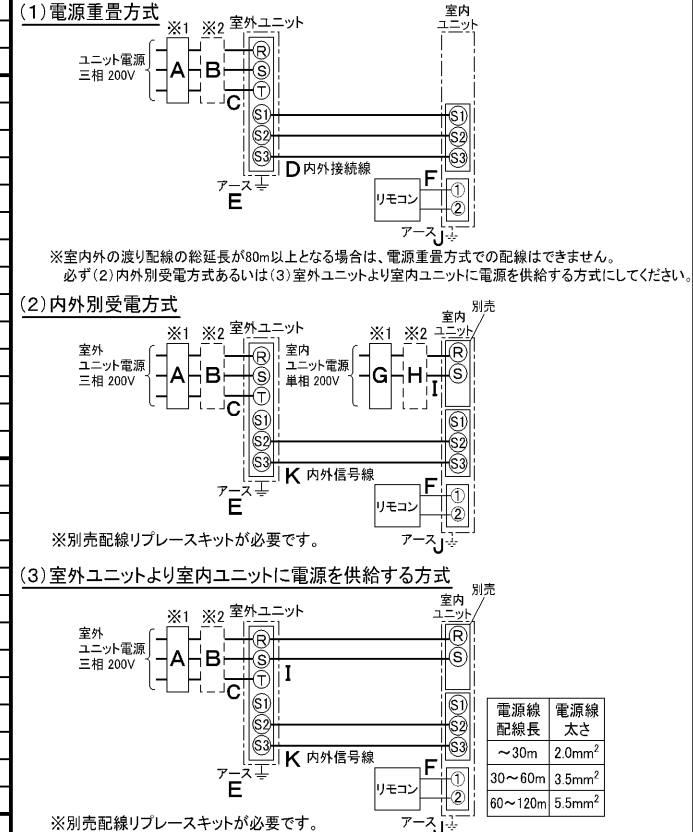 (1)電源重畳方式
※1 ※2 室外ユニット
室内
ユニット
ユニット電源
三相 200V
A
B
C
R
S
T
S1
S2
S3
S1
S2
S3
D 内外接続線
アース
E
リモコン
F
①
②
アース J
※室内外の渡り配線の総延長が80m以上となる場合は、電源重畳方式での配線はできません。
必ず(2)内外別受電方式あるいは(3)室外ユニットより室内ユニットに電源を供給する方式にしてください。
(2)内外別受電方式
※1 ※2 室外ユニット
※1 ※2
室内
ユニット
別売
室外
ユニット電源
三相 200V
A
B
C
R
S
T
S1
S2
S3
室内
ユニット電源
単相 200V
G
H
I
R
S
S1
S2
S3
K 内外信号線
アース
E
リモコン
F
①
②
アース J
※別売配線リプレースキットが必要です。
(3)室外ユニットより室内ユニットに電源を供給する方式
※1 ※2 室外ユニット
室内
ユニット
別売
室外
ユニット電源
三相 200V
A
B
C
R
S
T
S1
S2
S3
I
R
S
S1
S2
S3
K 内外信号線
アース
E
リモコン
F
①
②
アース J
※別売配線リプレースキットが必要です。
電源線 電源線
配線長 太さ
～30m 2.0mm²
30～60m 3.5mm²
60～120m 5.5mm²